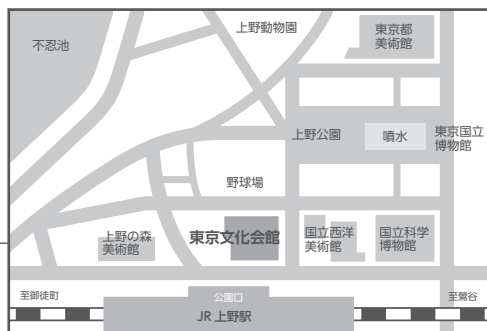 不忍池
上野動物園
東京都
美術館
上野公園
噴水
東京国立
博物館
野球場
上野の森
美術館
東京文化会館
国立西洋
美術館
国立科学
博物館
至御徒町
公園口
至鶯谷
JR 上野駅